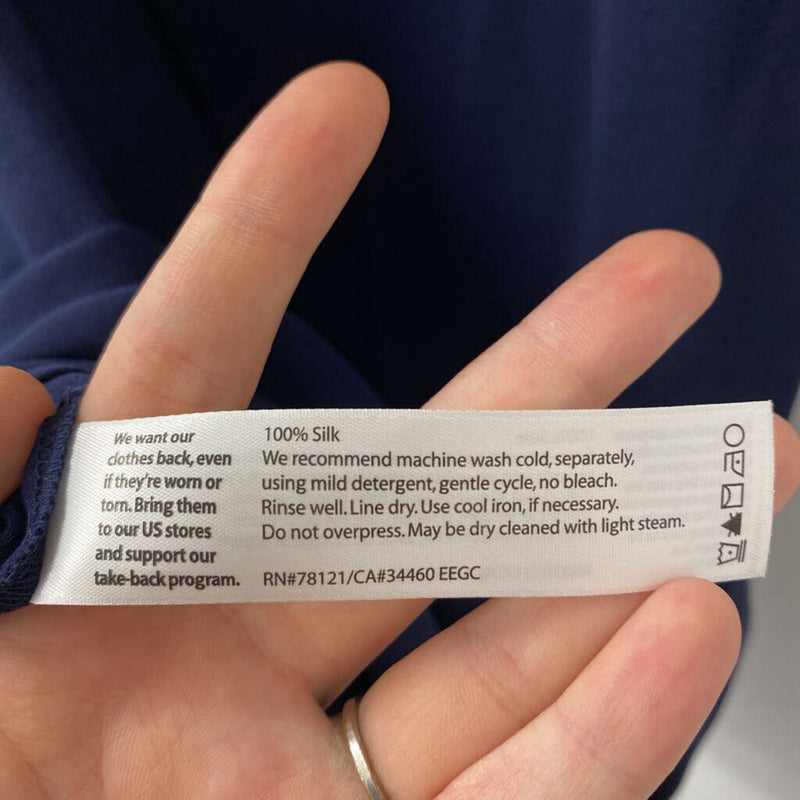 We want our
clothes back, even
if they're worn or
torn. Bring them
to our US stores
and support our
take-back program.
100% Silk
We recommend machine wash cold, separately,
using mild detergent, gentle cycle, no bleach.
Rinse well. Line dry. Use cool iron, if necessary.
Do not overpress. May be dry cleaned with light steam.
RN#78121/CA#34460 EEGC